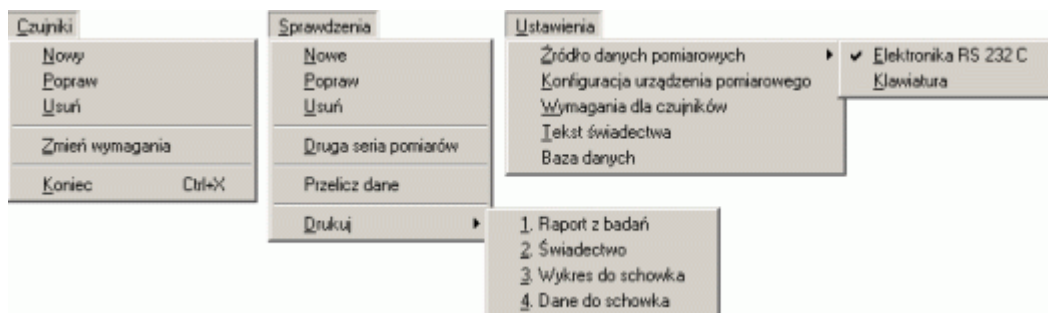 Czujniki
Nowy
Popraw
Usuń
Zmień wymagania
Koniec Ctrl+X
Sprawdzenia
Nowe
Popraw
Usuń
Druga seria pomiarów
Przelicz dane
Drukuj
1. Raport z badań
2. Świadectwo
3. Wykres do schowka
4. Dane do schowka
Ustawienia
Źródło danych pomiarowych
Konfiguracja urządzenia pomiarowego
Wymagania dla czujników
Tekst świadectwa
Baza danych
Elektronika RS 232 C
Klawiatura